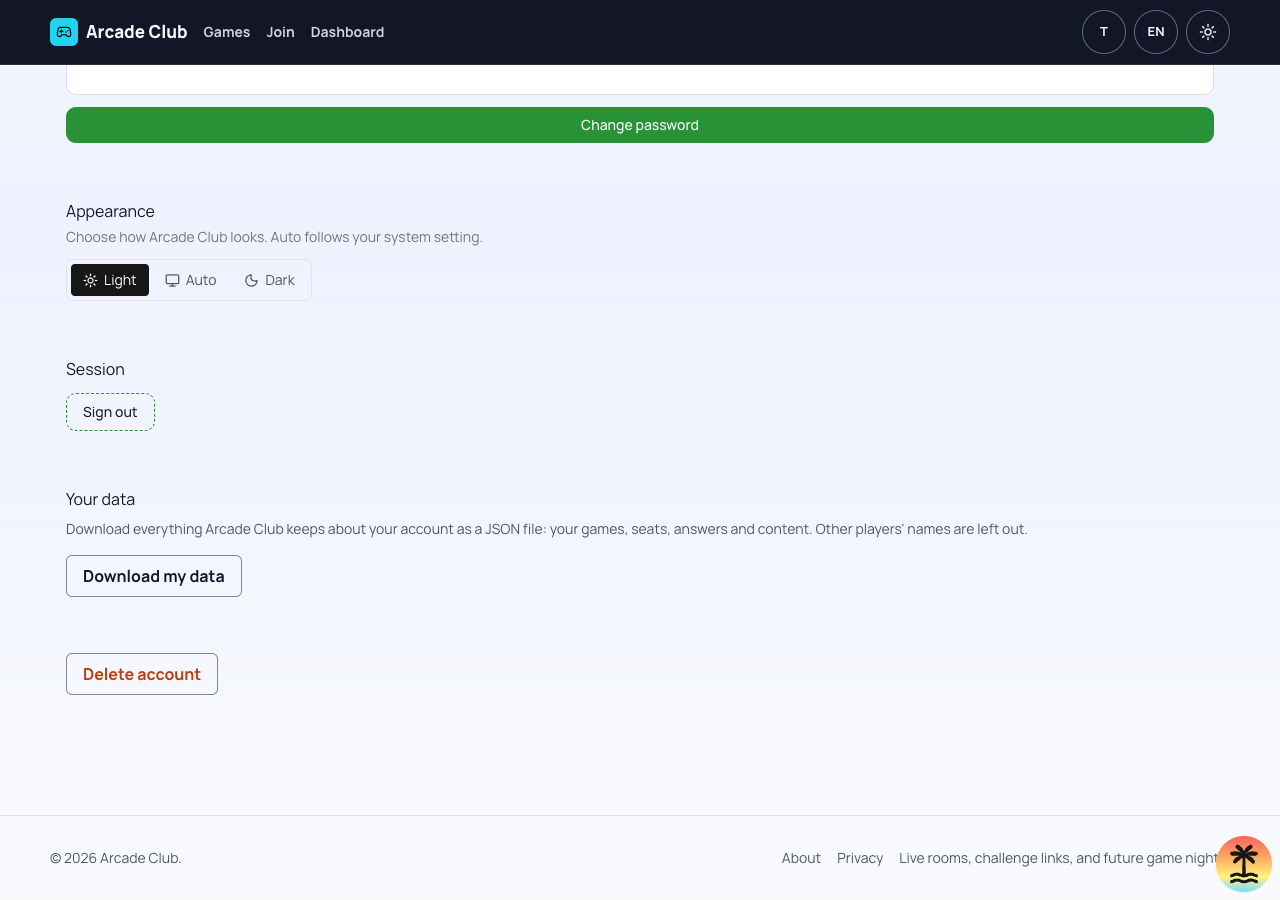 Arcade Club
Games
Join
Dashboard
T
EN
Change password
Appearance
Choose how Arcade Club looks. Auto follows your system setting.
Light
Auto
Dark
Session
Sign out
Your data
Download everything Arcade Club keeps about your account as a JSON file: your games, seats, answers and content. Other players' names are left out.
Download my data
Delete account
© 2026 Arcade Club.
About
Privacy
Live rooms, challenge links, and future game night